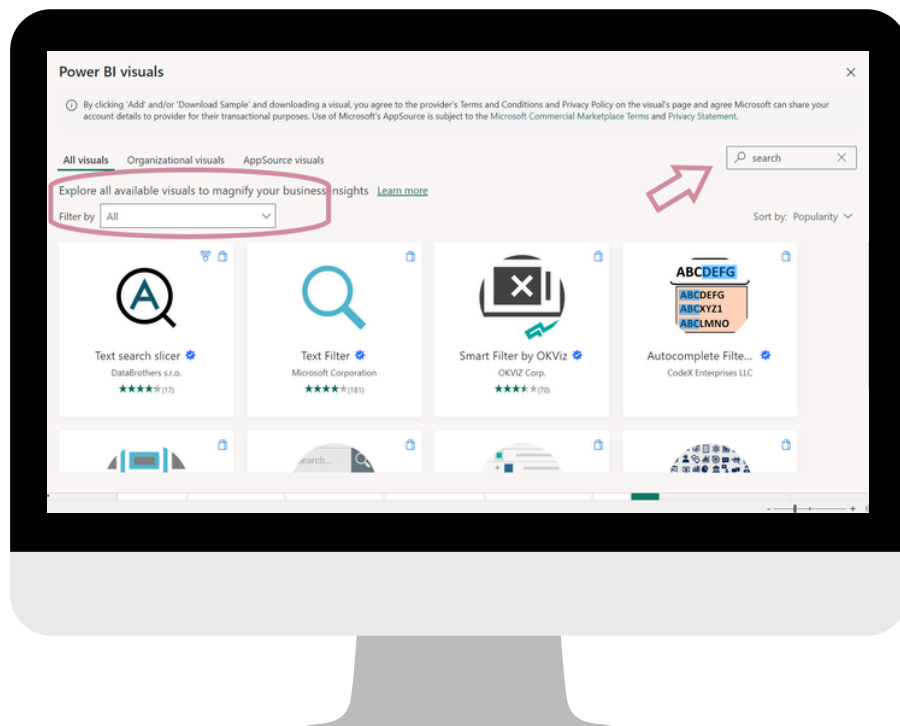 Power BI visuals
By clicking 'Add' and/or 'Download Sample' and downloading a visual, you agree to the provider's Terms and Conditions and Privacy Policy on the visual's page and agree Microsoft can share your
account details to provider for their transactional purposes. Use of Microsoft's AppSource is subject to the Microsoft Commercial Marketplace Terms and Privacy Statement.
All visuals Organizational visuals AppSource visuals
search
Explore all available visuals to magnify your business insights Learn more
Filter by All
Sort by: Popularity
ABCDEFG
ABCDEFG
ABCXYZ1
ABCLMNO
Text search slicer
DataBrothers s.r.o.
(17)
Text Filter
Microsoft Corporation
(181)
Smart Filter by OKViz
OKVIZ Corp.
(70)
Autocomplete Filte...
CodeX Enterprises LLC
search...